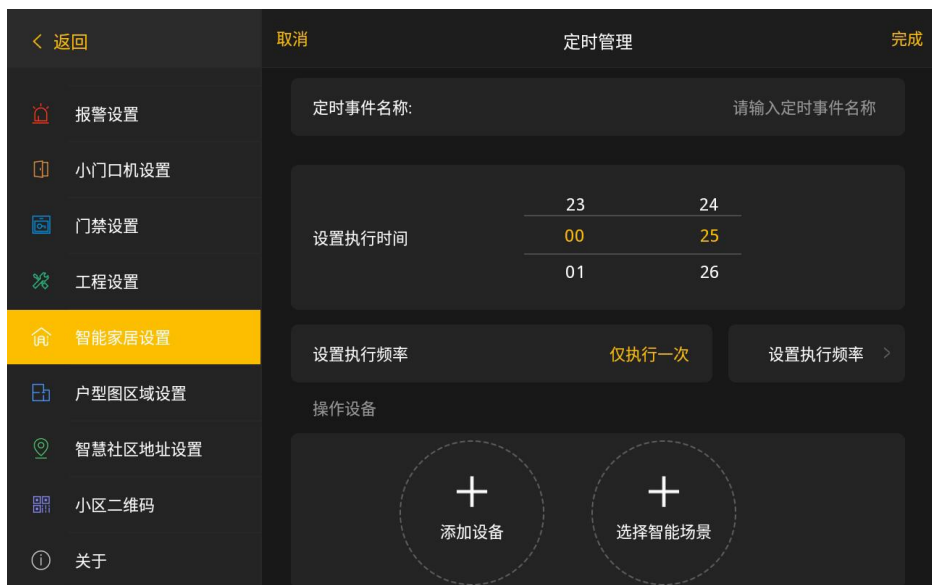 返回
取消
定时管理
完成
报警设置
小门口机设置
门禁设置
工程设置
智能家居设置
户型图区域设置
智慧社区地址设置
小区二维码
关于
定时事件名称:
请输入定时事件名称
设置执行时间
23 24
00 25
01 26
设置执行频率
仅执行一次
设置执行频率
操作设备
添加设备
选择智能场景